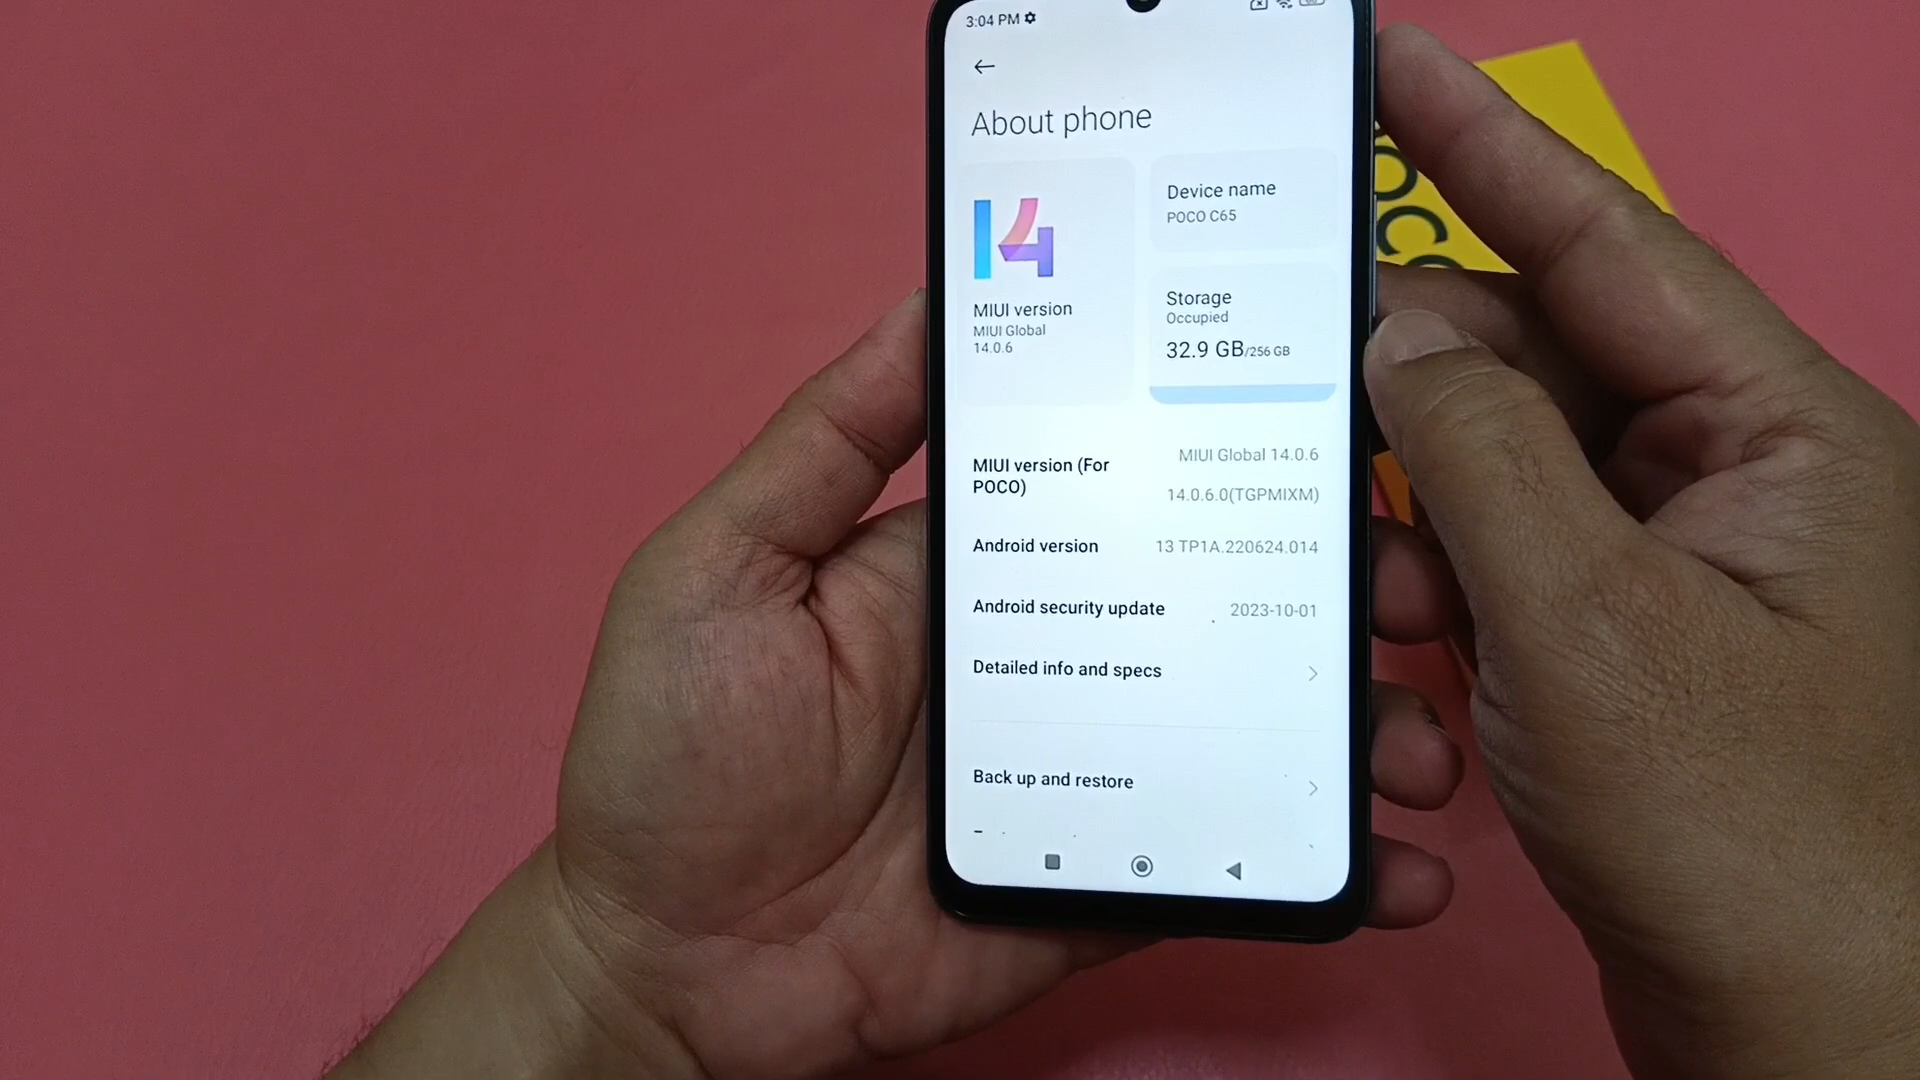 3:04 PM
About phone
14
MIUI version
MIUI Global
14.0.6
Device name
POCO C65
Storage
Occupied
32.9 GB/256 GB
MIUI version (For
POCO)
MIUI Global 14.0.6
14.0.6.0(TGPMIXM)
Android version
13 TP1A.220624.014
Android security update
2023-10-01
Detailed info and specs
Back up and restore
POCO